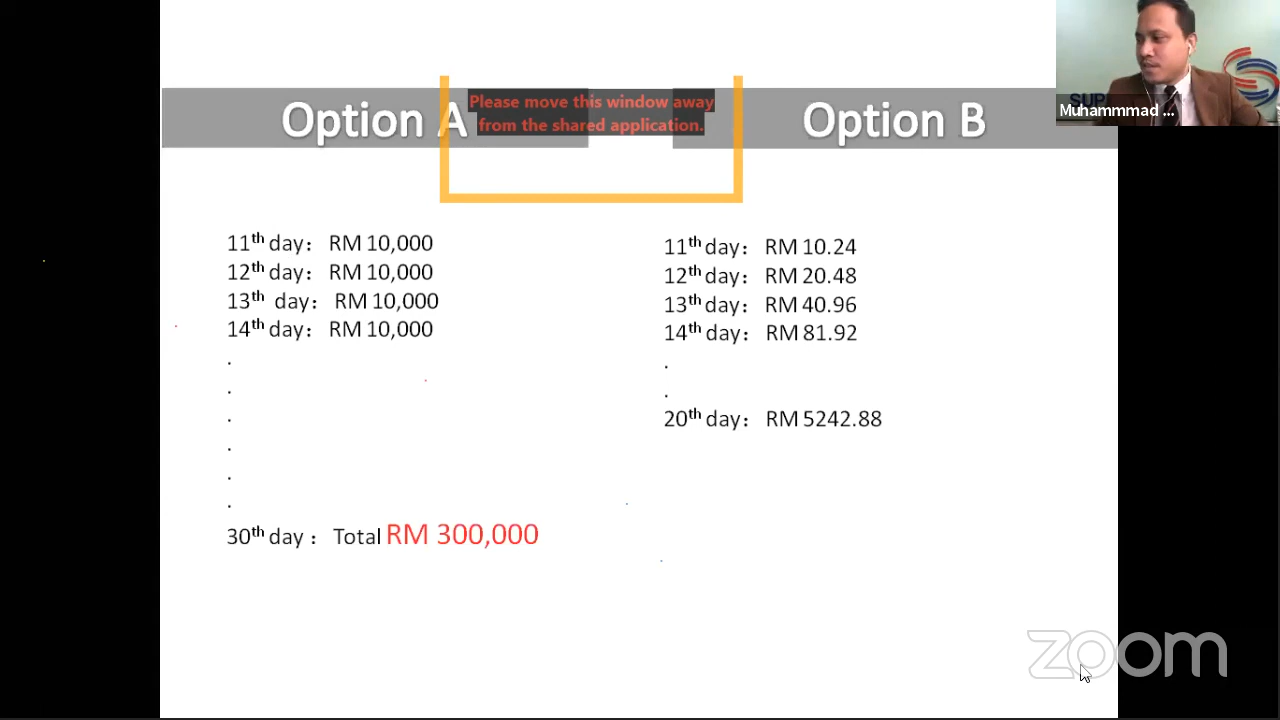 Option A
Please move this window away
from the shared application.
Option B
SUP
Muhammmad ...
11th day： RM 10,000
12th day： RM 10,000
13th day： RM 10,000
14th day： RM 10,000
.
.
.
.
.
.
30th day： Total RM 300,000
11th day： RM 10.24
12th day： RM 20.48
13th day： RM 40.96
14th day： RM 81.92
.
.
20th day： RM 5242.88
zoom